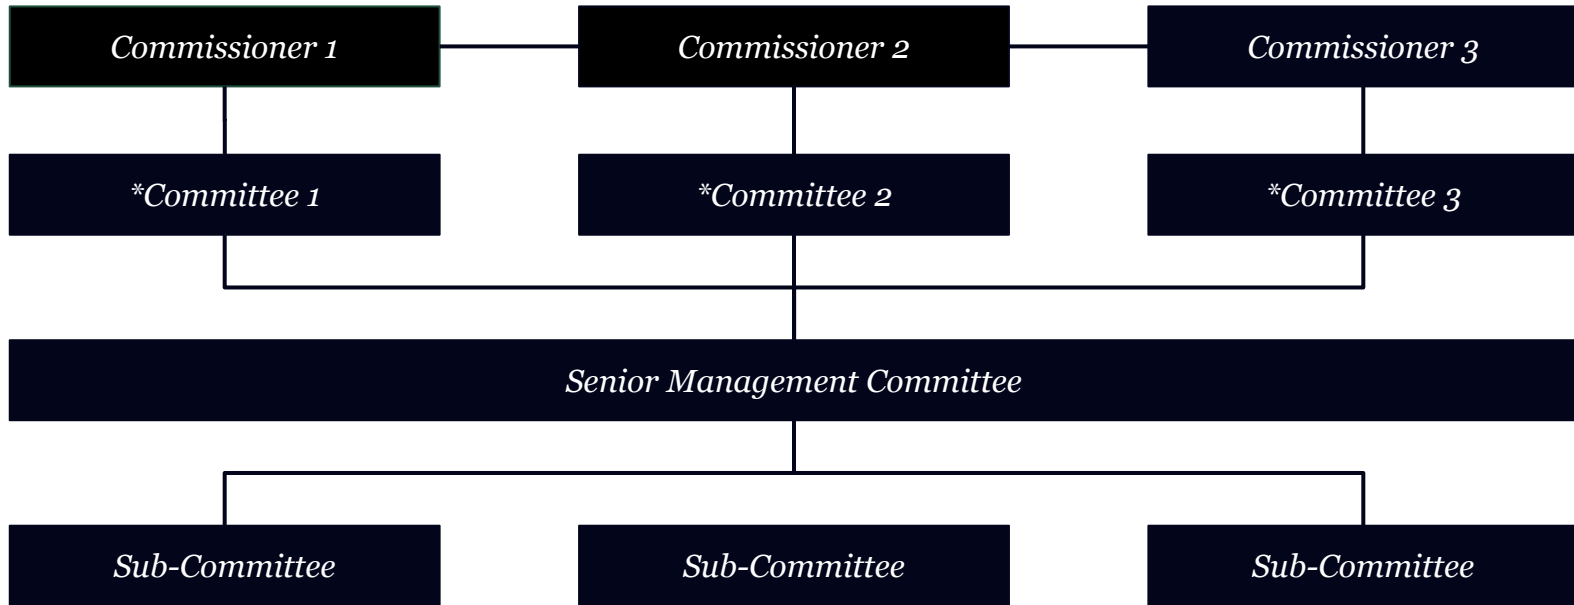 Commissioner 1
Commissioner 2
Commissioner 3
*Committee 1
*Committee 2
*Committee 3
Senior Management Committee
Sub-Committee
Sub-Committee
Sub-Committee